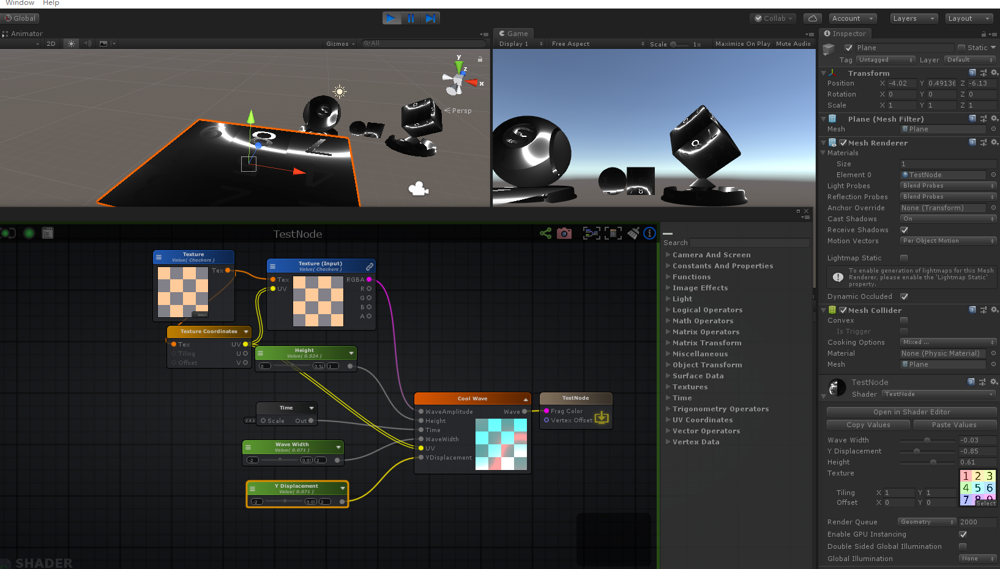 Window Help
Global
Collab
Account
Layers
Layout
Animator
2D
Gizmos
All
y
z
x
Persp
Game
Display 1
Free Aspect
Scale
1x
Maximize On Play
Mute Audio
Inspector
Plane
Static
Tag Untagged
Layer Default
Transform
Position X -4.02 Y 0.49136 Z -6.13
Rotation X 0 Y 0 Z 0
Scale X 1 Y 1 Z 1
Plane (Mesh Filter)
Mesh Plane
Mesh Renderer
Materials
Size 1
Element 0 TestNode
Light Probes Blend Probes
Reflection Probes Blend Probes
Anchor Override None (Transform)
Cast Shadows On
Receive Shadows
Motion Vectors Per Object Motion
Lightmap Static
To enable generation of lightmaps for this Mesh
Renderer, please enable the 'Lightmap Static'
property.
Dynamic Occluded
Mesh Collider
Convex
Is Trigger
Cooking Options Mixed ...
Material None (Physic Material)
Mesh Plane
TestNode
Shader TestNode
Open in Shader Editor
Copy Values Paste Values
Wave Width -0.03
Y Displacement -0.85
Height 0.61
Texture
1 2 3
4 5 6
7 8 9
Select
Tiling X 1 Y 1
Offset X 0 Y 0
Render Queue Geometry 2000
Enable GPU Instancing
Double Sided Global Illumination
Global Illumination None
TestNode
Texture
Value( Checkers )
Tex
Select
Texture (Input)
Value( Checkers )
Tex RGBA
UV R
G
B
A
Texture Coordinates
Tex UV
Tiling U
Offset V
Height
Value( 0.524 )
0 0.52 1
Time
Scale Out
Wave Width
Value( 0.071 )
-2 0.07 2
Y Displacement
Value( 0.071 )
-2 0.07 2
Cool Wave
WaveAmplitude Wave
Height
Time
WaveWidth
UV
YDisplacement
TestNode
Frag Color
Vertex Offset
SHADER
Search
Camera And Screen
Constants And Properties
Functions
Image Effects
Light
Logical Operators
Math Operators
Matrix Operators
Matrix Transform
Miscellaneous
Object Transform
Surface Data
Textures
Time
Trigonometry Operators
UV Coordinates
Vector Operators
Vertex Data